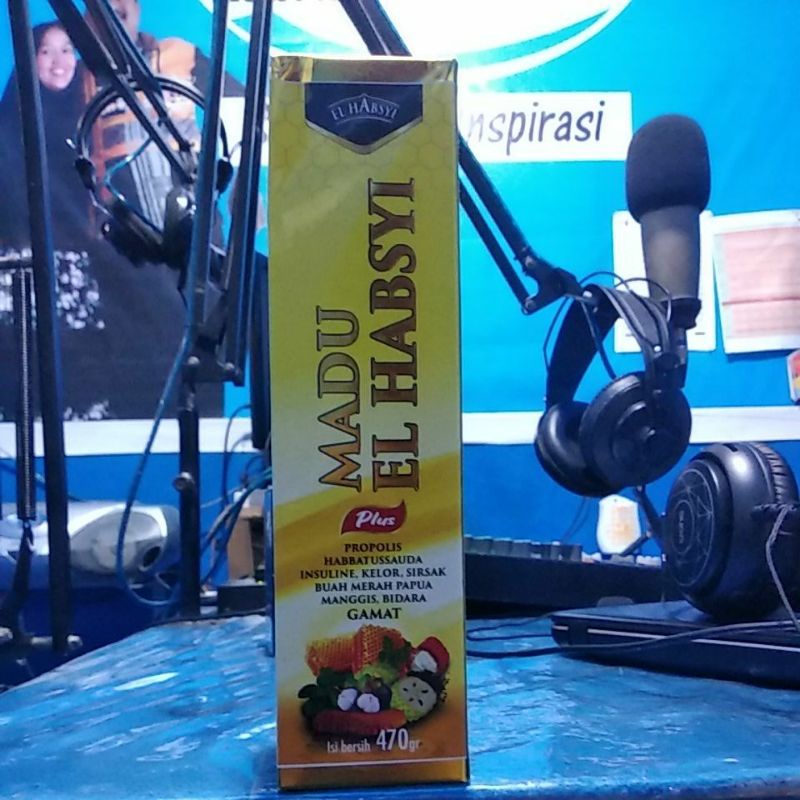 EL HABSYI
nspirasi
MADU
EL HABSYI
Plus
PROPOLIS
HABBATUSSAUDA
INSULINE, KELOR, SIRSAK
BUAH MERAH PAPUA
MANGGIS, BIDARA
GAMAT
Isi bersih 470gr